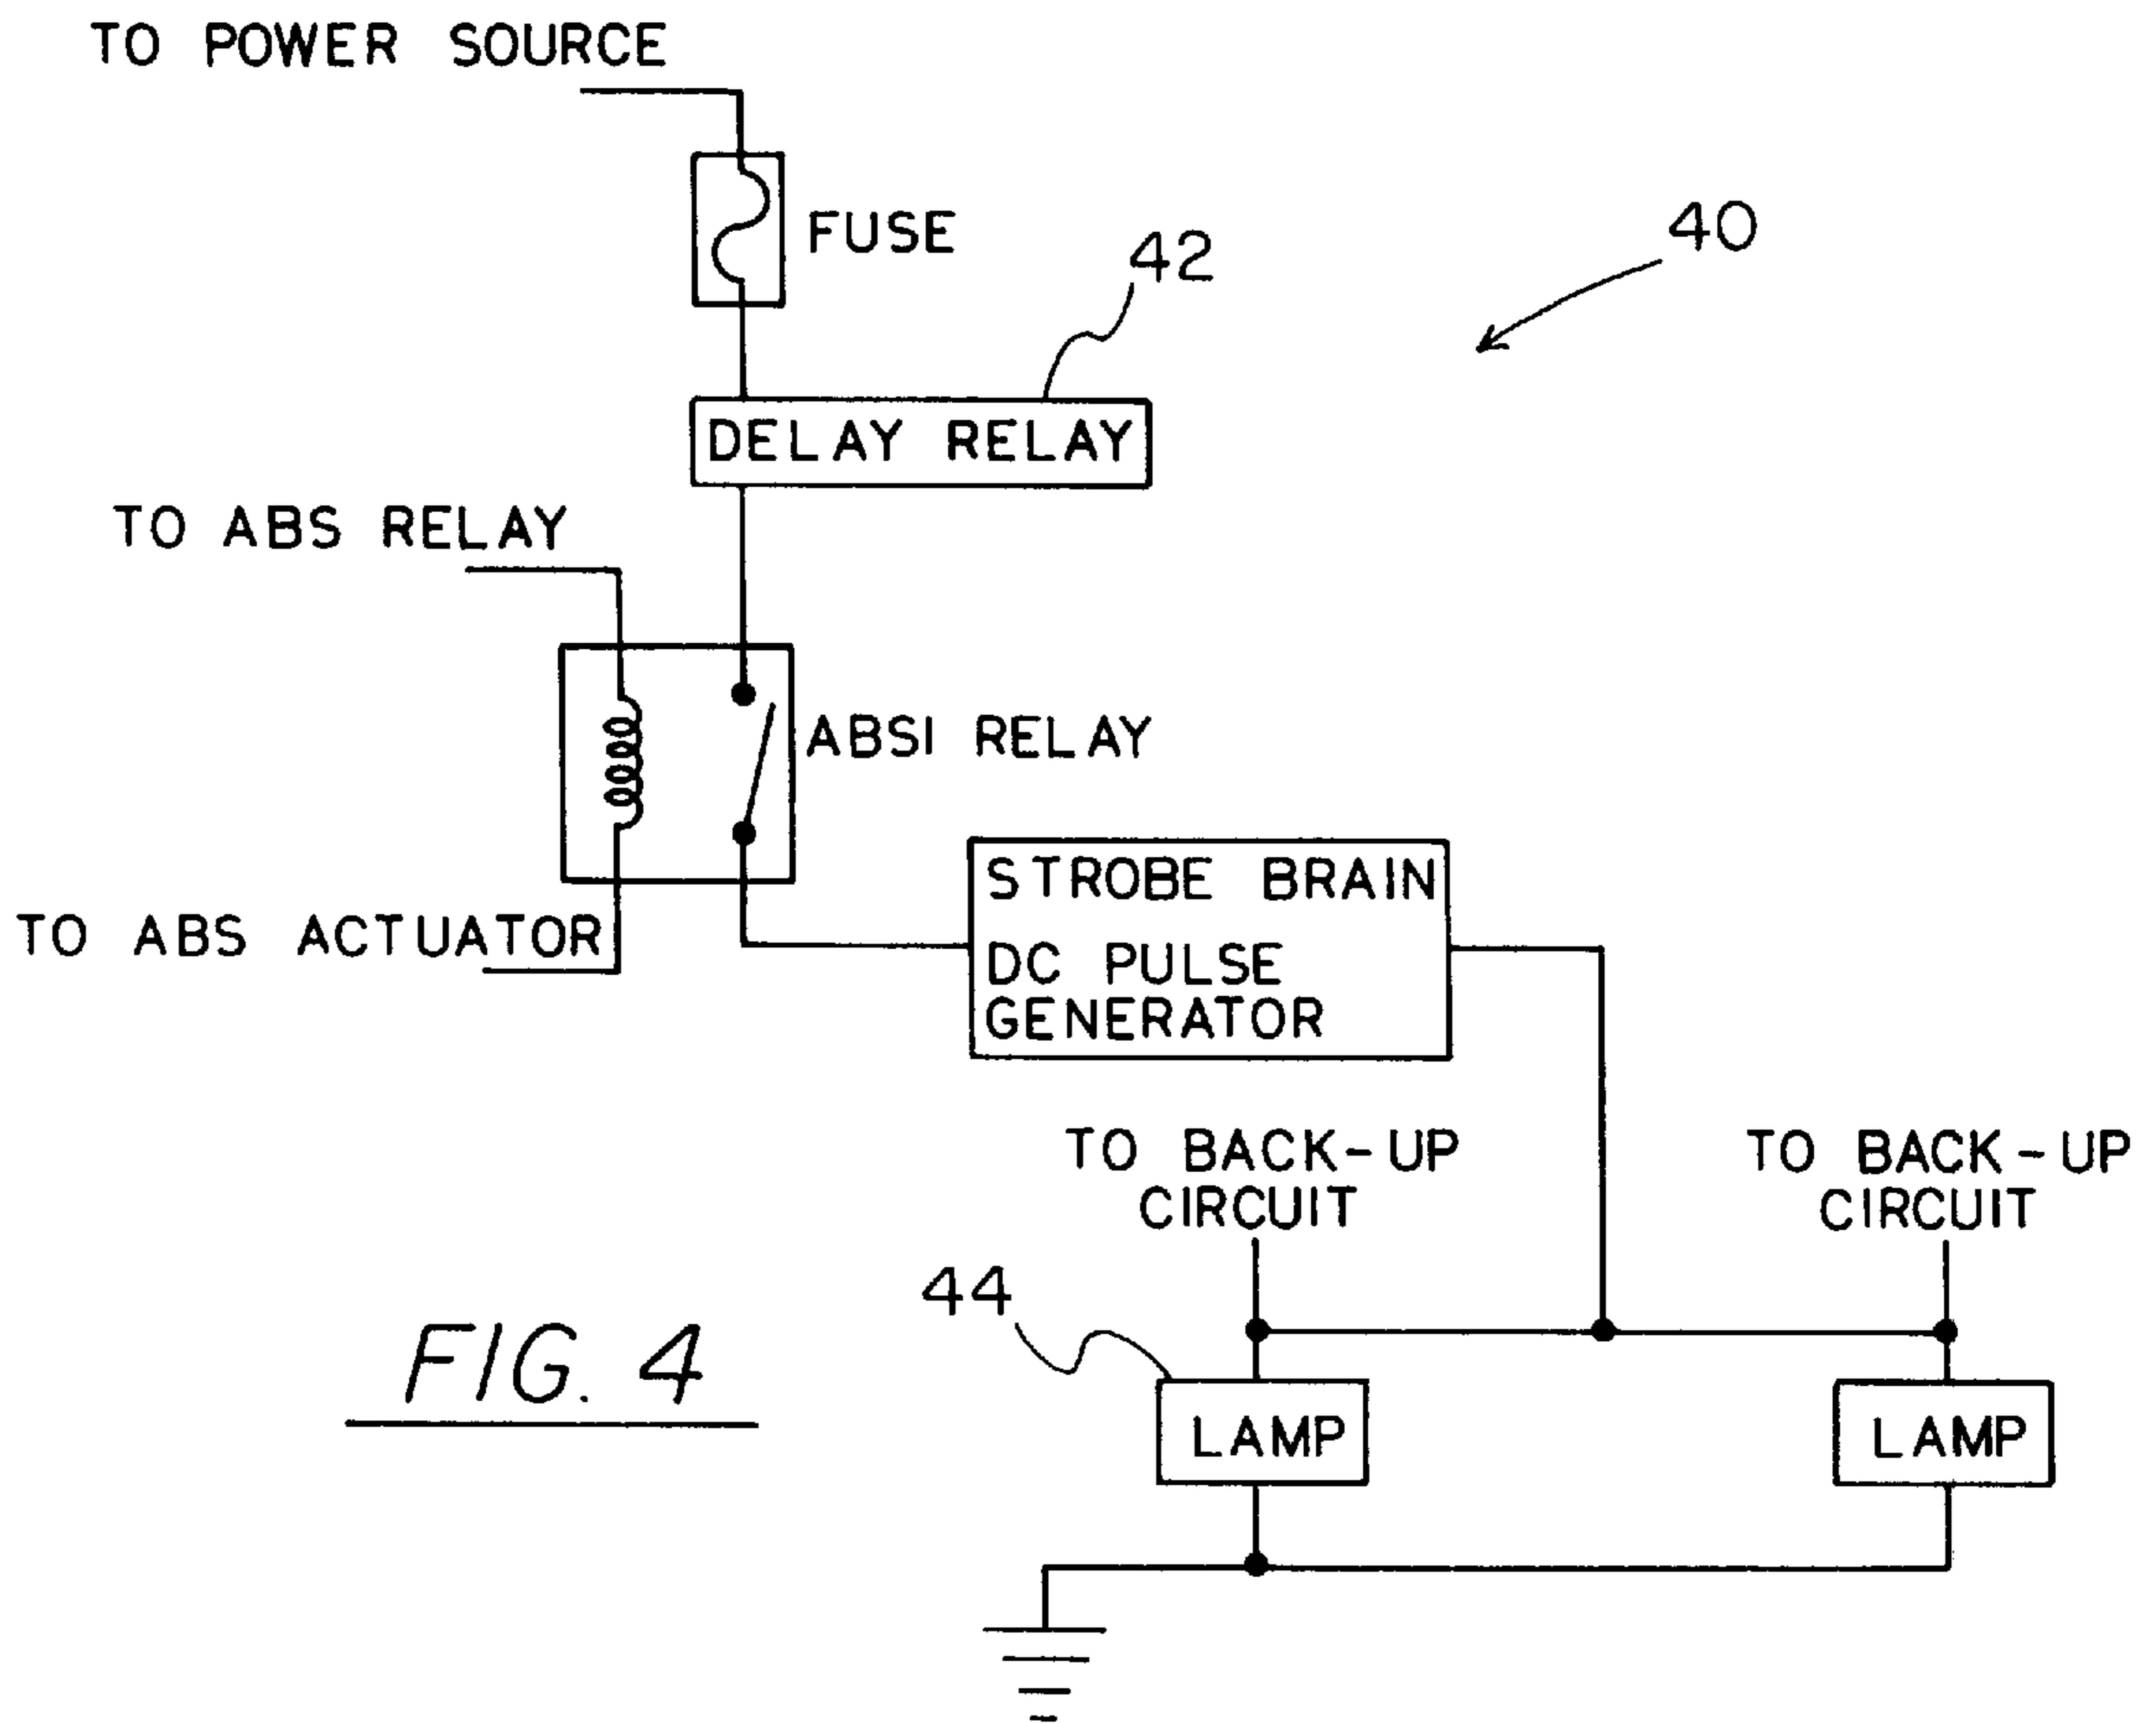 TO POWER SOURCE
FUSE
42
40
DELAY RELAY
TO ABS RELAY
ABSI RELAY
STROBE BRAIN
DC PULSE
GENERATOR
TO ABS ACTUATOR
TO BACK-UP
CIRCUIT
TO BACK-UP
CIRCUIT
44
LAMP
LAMP
FIG. 4